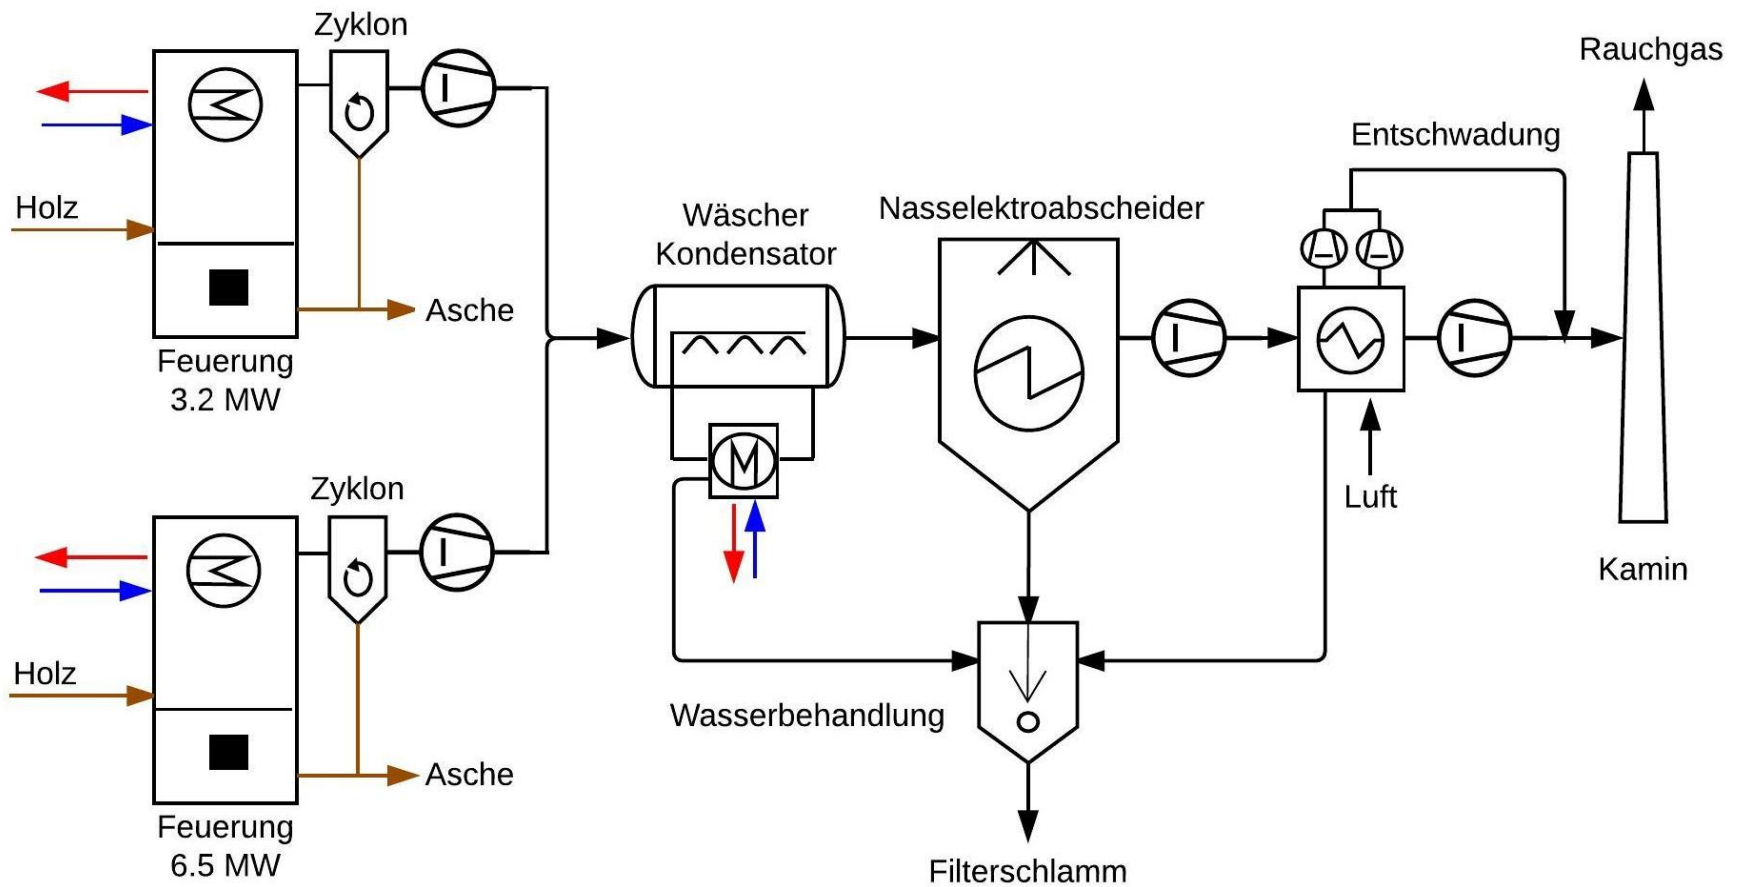 Zyklon
Rauchgas
Entschwadung
Holz
Wäscher
Kondensator
Nasselektroabscheider
Asche
Feuerung
3.2 MW
Zyklon
Luft
Kamin
Holz
Wasserbehandlung
Asche
Feuerung
6.5 MW
Filterschlamm